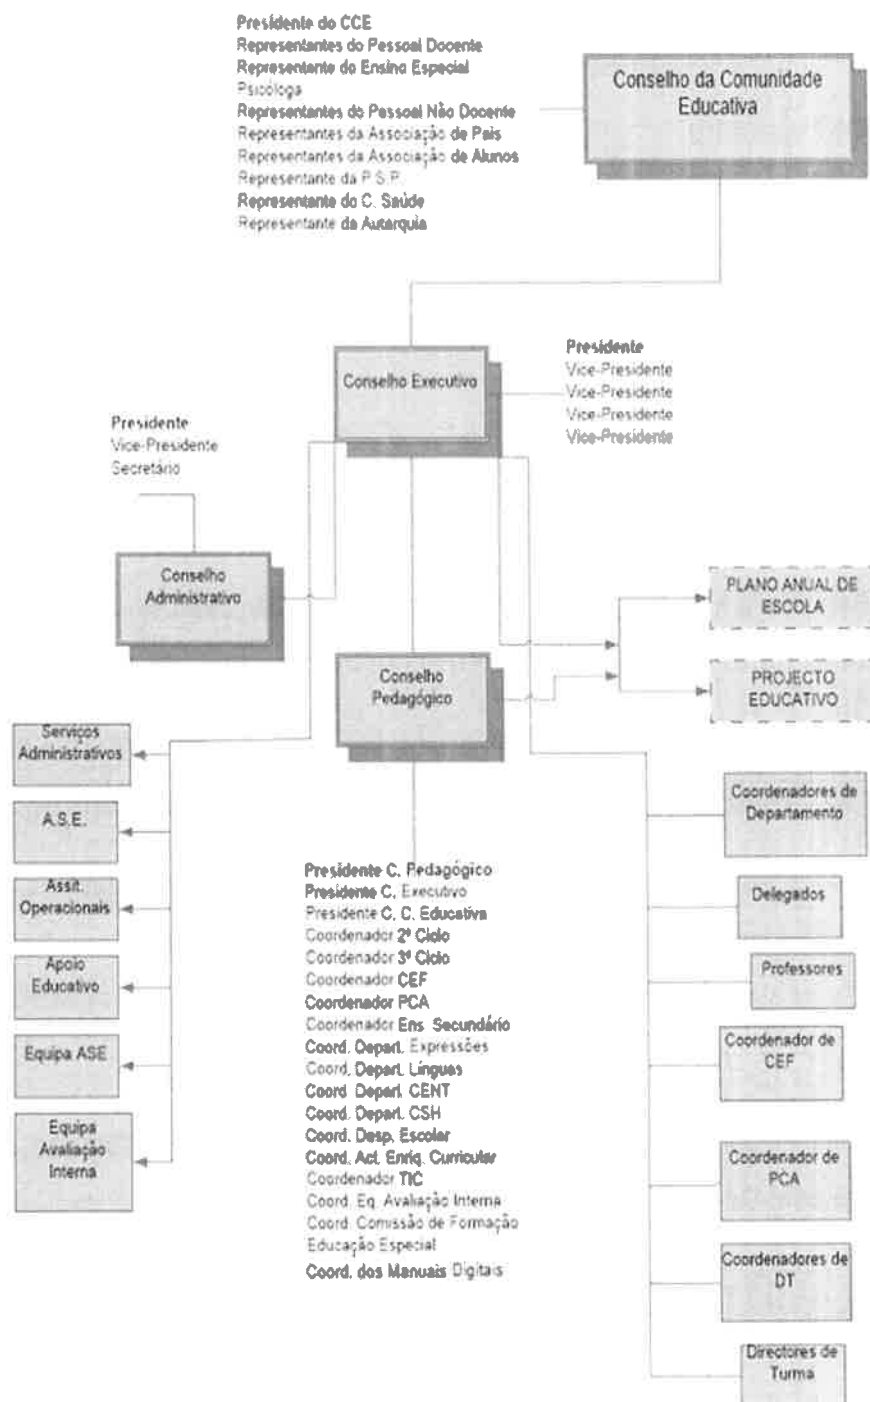 Presidente do CCE
Representantes do Pessoal Docente
Representante do Ensino Especial
Psicóloga
Representantes do Pessoal Não Docente
Representantes da Associação de Pais
Representantes da Associação de Alunos
Representante da P.S.P.
Representante do C. Saúde
Representante da Autarquia
Conselho da Comunidade
Educativa
Conselho Executivo
Presidente
Vice-Presidente
Vice-Presidente
Vice-Presidente
Vice-Presidente
Presidente
Vice-Presidente
Secretário
Conselho
Administrativo
PLANO ANUAL DE
ESCOLA
Conselho
Pedagógico
PROJECTO
EDUCATIVO
Serviços
Administrativos
A.S.E.
Assit.
Operacionais
Apoio
Educativo
Equipa ASE
Equipa
Avaliação
Interna
Presidente C. Pedagógico
Presidente C. Executivo
Presidente C. C. Educativa
Coordenador 2º Ciclo
Coordenador 3º Ciclo
Coordenador CEF
Coordenador PCA
Coordenador Ens. Secundário
Coord. Depart. Expressões
Coord. Depart. Línguas
Coord. Depart. CENT
Coord. Depart. CSH
Coord. Desp. Escolar
Coord. Act. Enriq. Curricular
Coordenador TIC
Coord. Eq. Avaliação Interna
Coord. Comissão de Formação
Educação Especial
Coord. dos Manuais Digitais
Coordenadores de
Departamento
Delegados
Professores
Coordenador de
CEF
Coordenador de
PCA
Coordenadores de
DT
Directores de
Turma